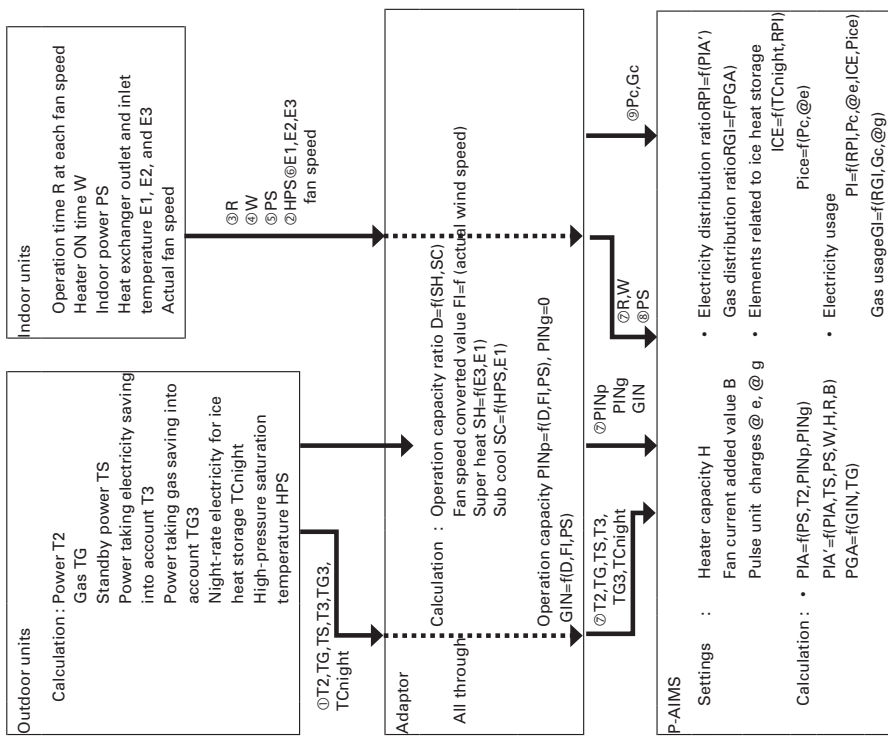 Outdoor units
Calculation : Power T2
Gas TG
Standby power TS
Power taking electricity saving
into account T3
Power taking gas saving into
account TG3
Night-rate electricity for ice
heat storage TCnight
High-pressure saturation
temperature HPS
Indoor units
Operation time R at each fan speed
Heater ON time W
Indoor power PS
Heat exchanger outlet and inlet
temperature E1, E2, and E3
Actual fan speed
①T2,TG,TS,T3,TG3,
TCnight
③R
④W
⑤PS
②HPS⑥E1,E2,E3
fan speed
Adaptor
All through
Calculation : Operation capacity ratio D=f(SH,SC)
Fan speed converted value FI=f (actual wind speed)
Super heat SH=f(E3,E1)
Sub cool SC=f(HPS,E1)
Operation capacity PINp=f(D,FI,PS), PINg=0
GIN=f(D,FI,PS)
⑦T2,TG,TS,T3,
TG3,TCnight
⑦PINp
PINg
GIN
⑦R,W
⑧PS
⑨Pc,Gc
P-AIMS
Settings : Heater capacity H
Fan current added value B
Pulse unit charges @ e, @ g
Calculation : • PIA=f(PS,T2,PINp,PINg)
PIA′=f(PIA,TS,PS,W,H,R,B)
PGA=f(GIN,TG)
• Electricity distribution ratioRPI=f(PIA′)
Gas distribution ratioRGI=F(PGA)
• Elements related to ice heat storage
ICE=f(TCnight,RPI)
Pice=f(Pc,@e)
• Electricity usage
PI=f(RPI,Pc,@e,ICE,Pice)
Gas usageGI=f(RGI,Gc,@g)